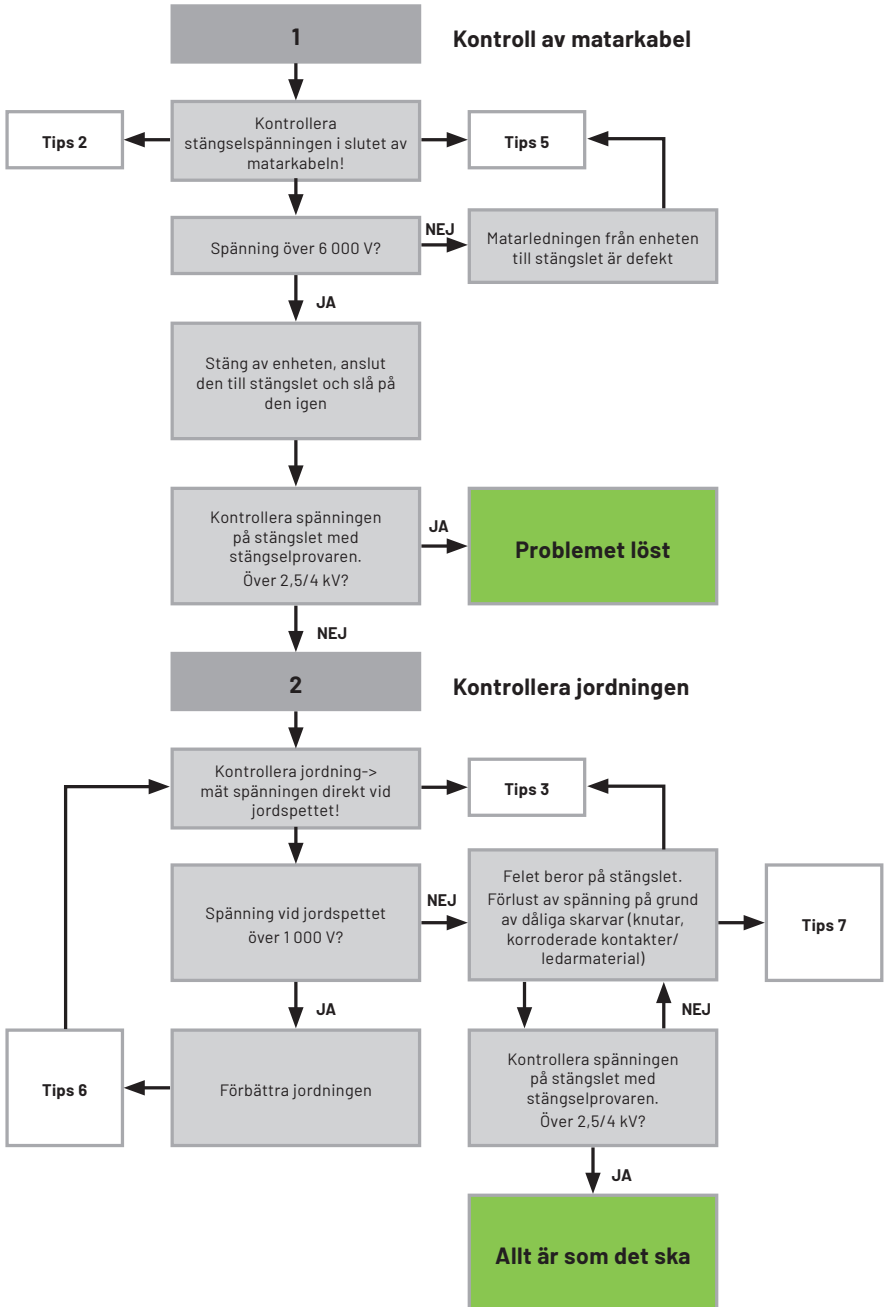 1
Kontroll av matarkabel
Tips 2
Kontrollera
stängselspänningen i slutet av
matarkabeln!
Tips 5
Spänning över 6 000 V?
NEJ
Matarledningen från enheten
till stängslet är defekt
JA
Stäng av enheten, anslut
den till stängslet och slå på
den igen
Kontrollera spänningen
på stängslet med
stängselprovaren.
Över 2,5/4 kV?
JA
Problemet löst
NEJ
2
Kontrollera jordningen
Kontrollera jordning->
mät spänningen direkt vid
jordspettet!
Tips 3
Spänning vid jordspettet
över 1 000 V?
NEJ
Felet beror på stängslet.
Förlust av spänning på grund
av dåliga skarvar (knutar,
korroderade kontakter/
ledarmaterial)
Tips 7
JA
NEJ
Tips 6
Förbättra jordningen
Kontrollera spänningen
på stängslet med
stängselprovaren.
Över 2,5/4 kV?
JA
Allt är som det ska